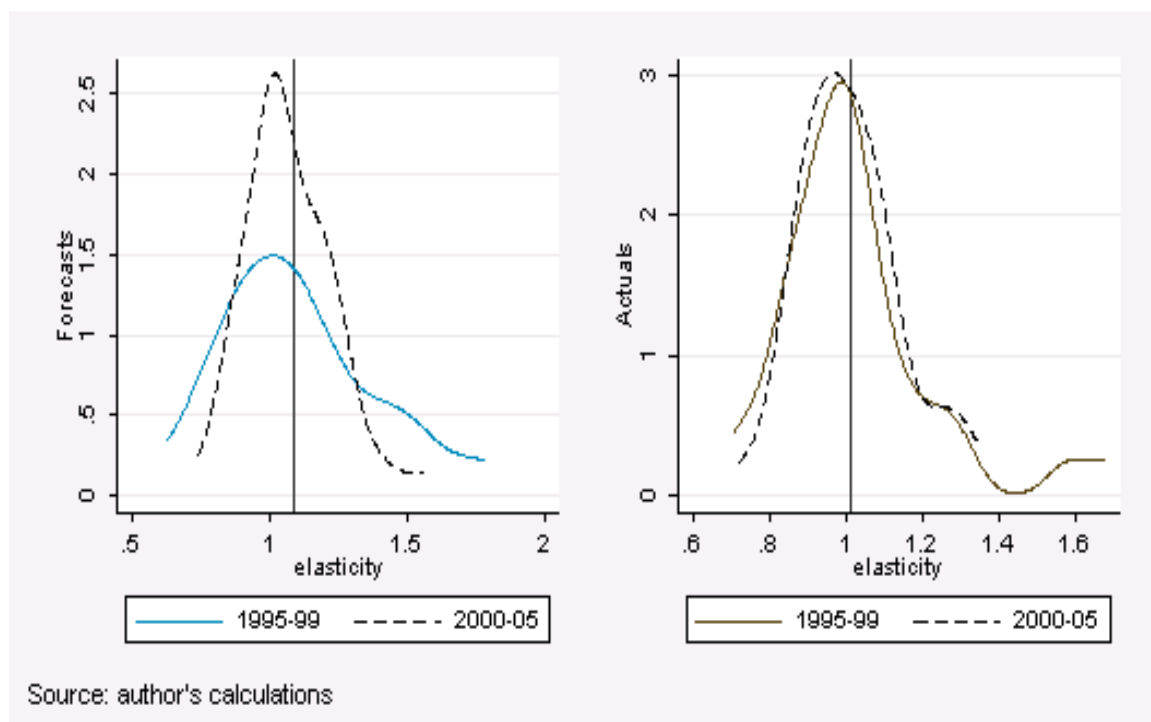 Forecasts
2.5
2
1.5
1
.5
0
.5 1 1.5 2
elasticity
1995-99 2000-05
Actuals
3
2
1
0
.6 .8 1 1.2 1.4 1.6
elasticity
1995-99 2000-05
Source: author's calculations